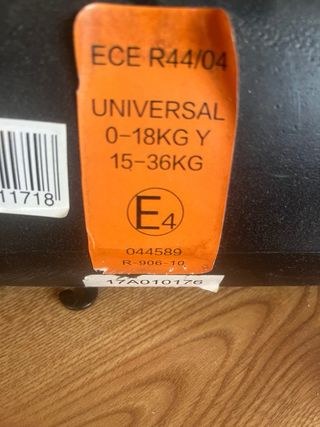 ECE R44/04
UNIVERSAL
0-18KG Y
15-36KG
E4
044589
R-906-10
11718
17A010176